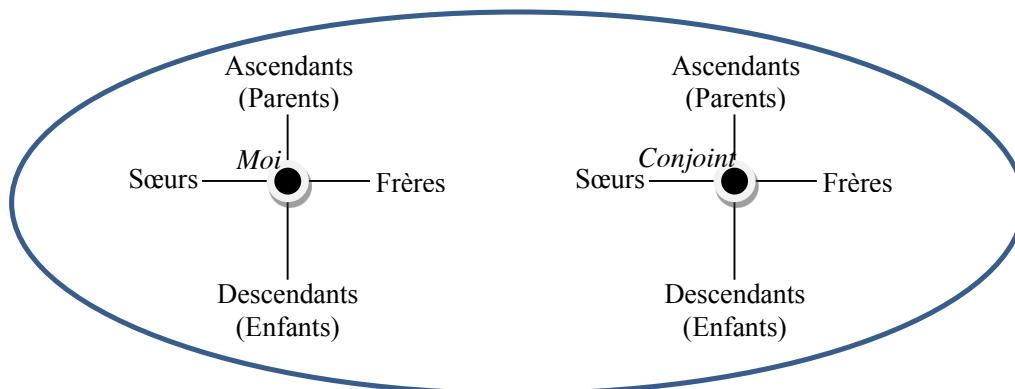 Ascendants
(Parents)
Moi
Sœurs
Frères
Descendants
(Enfants)
Ascendants
(Parents)
Conjoint
Sœurs
Frères
Descendants
(Enfants)